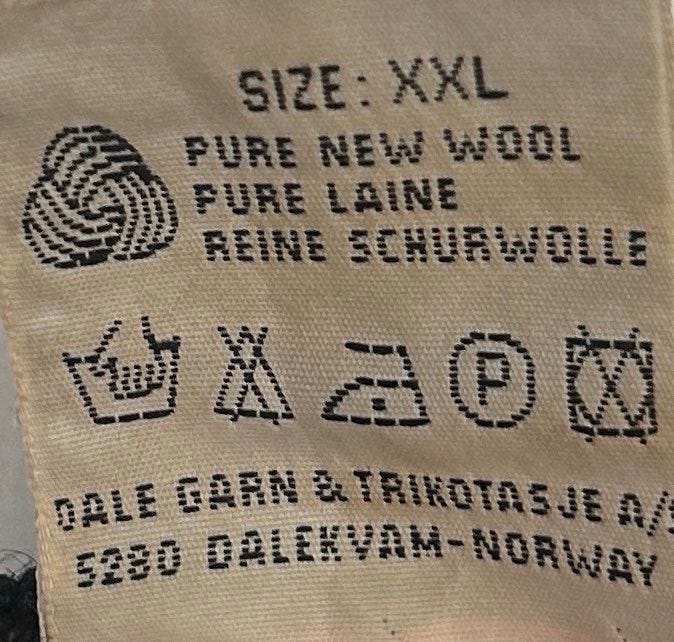 SIZE: XXL
PURE NEW WOOL
PURE LAINE
REINE SCHURWOLLE
P
DALE GARN & TRIKOTASJE A/S
5280 DALEKVAM-NORWAY